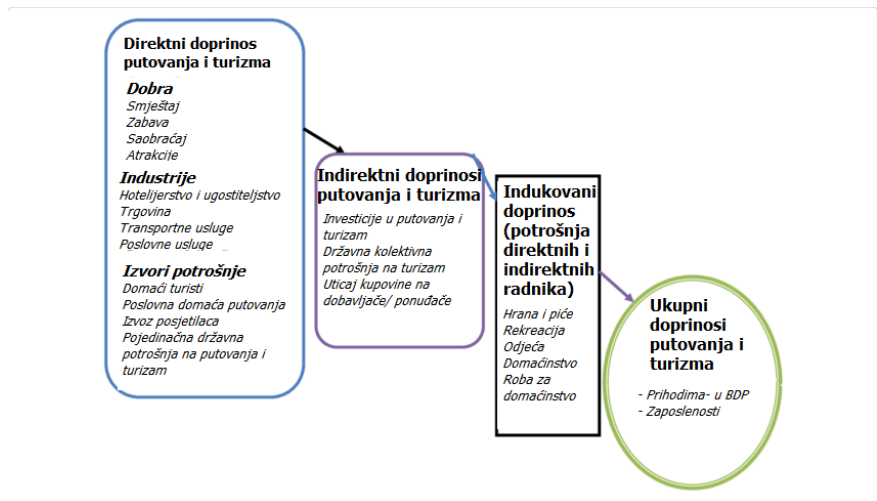 Direktni doprinos
putovanja i turizma
Dobra
Smještaj
Zabava
Saobraćaj
Atrakcije
Industrije
Hotelijerstvo i ugostiteljstvo
Trgovina
Transportne usluge
Poslovne usluge
Izvori potrošnje
Domaći turisti
Poslovna domaća putovanja
Izvoz posjetilaca
Pojedinačna državna
potrošnja na putovanja i
turizam
Indirektni doprinosi
putovanja i turizma
Investicije u putovanja i
turizam
Državna kolektivna
potrošnja na turizam
Uticaj kupovine na
dobavljače/ ponuđače
Indukovani
doprinos
(potrošnja
direktnih i
indirektnih
radnika)
Hrana i piće
Rekreacija
Odjeća
Domaćinstvo
Roba za
domaćinstvo
Ukupni
doprinosi
putovanja i
turizma
- Prihodima- u BDP
- Zaposlenosti